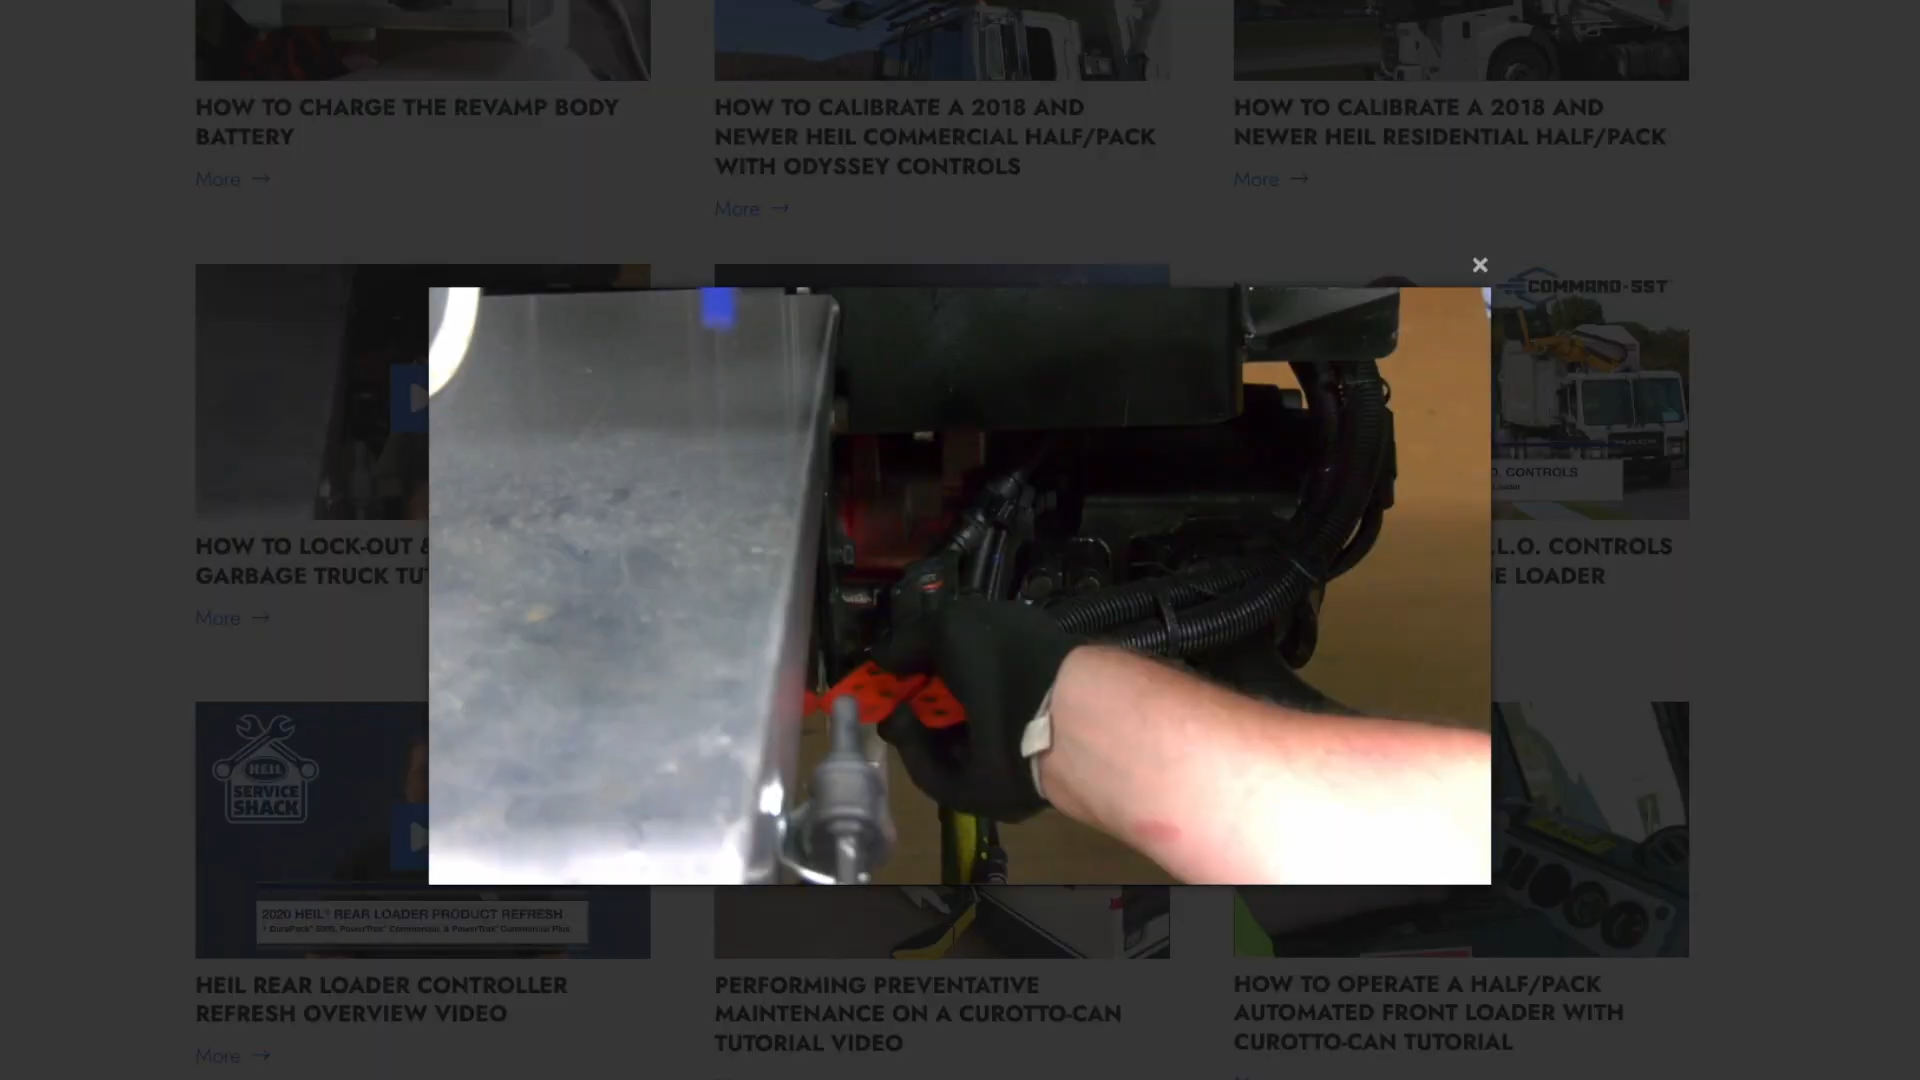 HOW TO CHARGE THE REVAMP BODY
BATTERY
More →
HOW TO CALIBRATE A 2018 AND
NEWER HEIL COMMERCIAL HALF/PACK
WITH ODYSSEY CONTROLS
More →
HOW TO CALIBRATE A 2018 AND
NEWER HEIL RESIDENTIAL HALF/PACK
More →
×
HOW TO LOCK-OUT &
GARBAGE TRUCK TU
More →
COMMAND-SST
MACK
CONTROLS
L.O. CONTROLS
LOADER
HEIL
SERVICE
SHACK
2020 HEIL® REAR LOADER PRODUCT REFRESH
HEIL REAR LOADER CONTROLLER
REFRESH OVERVIEW VIDEO
More →
PERFORMING PREVENTATIVE
MAINTENANCE ON A CUROTTO-CAN
TUTORIAL VIDEO
HOW TO OPERATE A HALF/PACK
AUTOMATED FRONT LOADER WITH
CUROTTO-CAN TUTORIAL